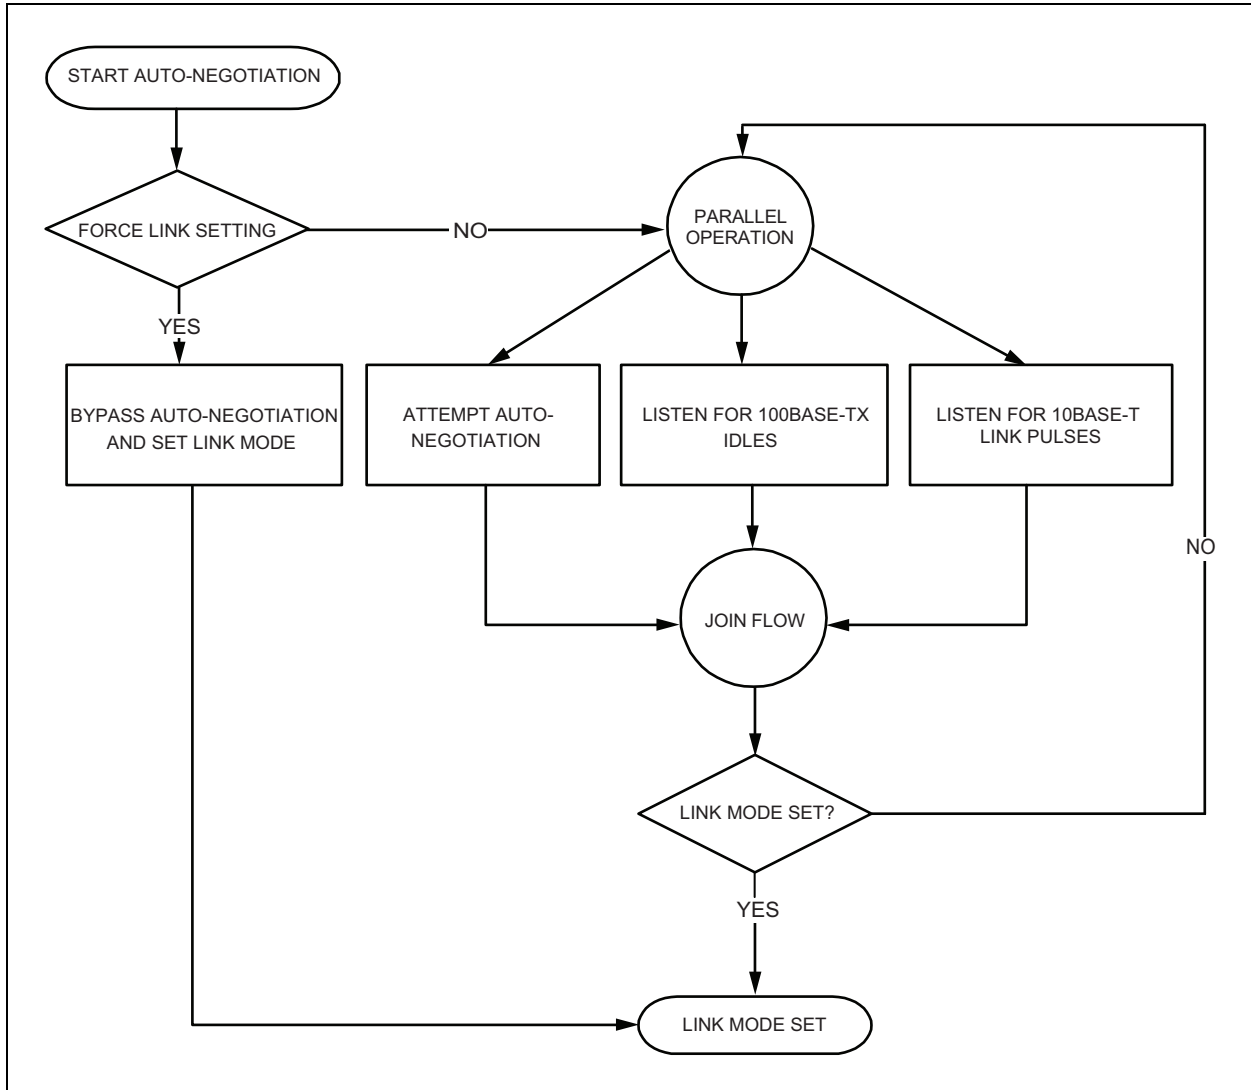 START AUTO-NEGOTIATION
FORCE LINK SETTING
NO
PARALLEL
OPERATION
YES
BYPASS AUTO-NEGOTIATION
AND SET LINK MODE
ATTEMPT AUTO-
NEGOTIATION
LISTEN FOR 100BASE-TX
IDLES
LISTEN FOR 10BASE-T
LINK PULSES
NO
JOIN FLOW
LINK MODE SET?
YES
LINK MODE SET